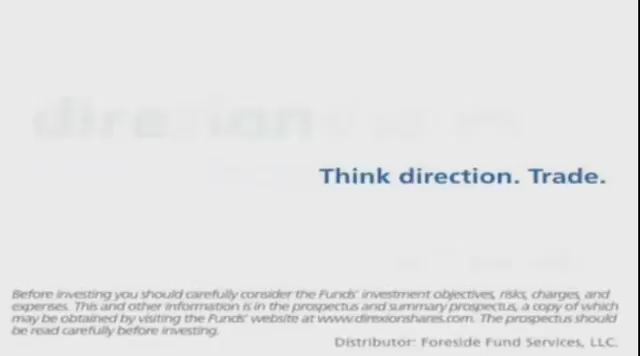 direxion
Think direction. Trade.
Before investing you should carefully consider the Funds' investment objectives, risks, charges, and
expenses. This and other information is in the prospectus and summary prospectus, a copy of which
may be obtained by visiting the Funds' website at www.direxionshares.com. The prospectus should
be read carefully before investing.
Distributor: Foreside Fund Services, LLC.